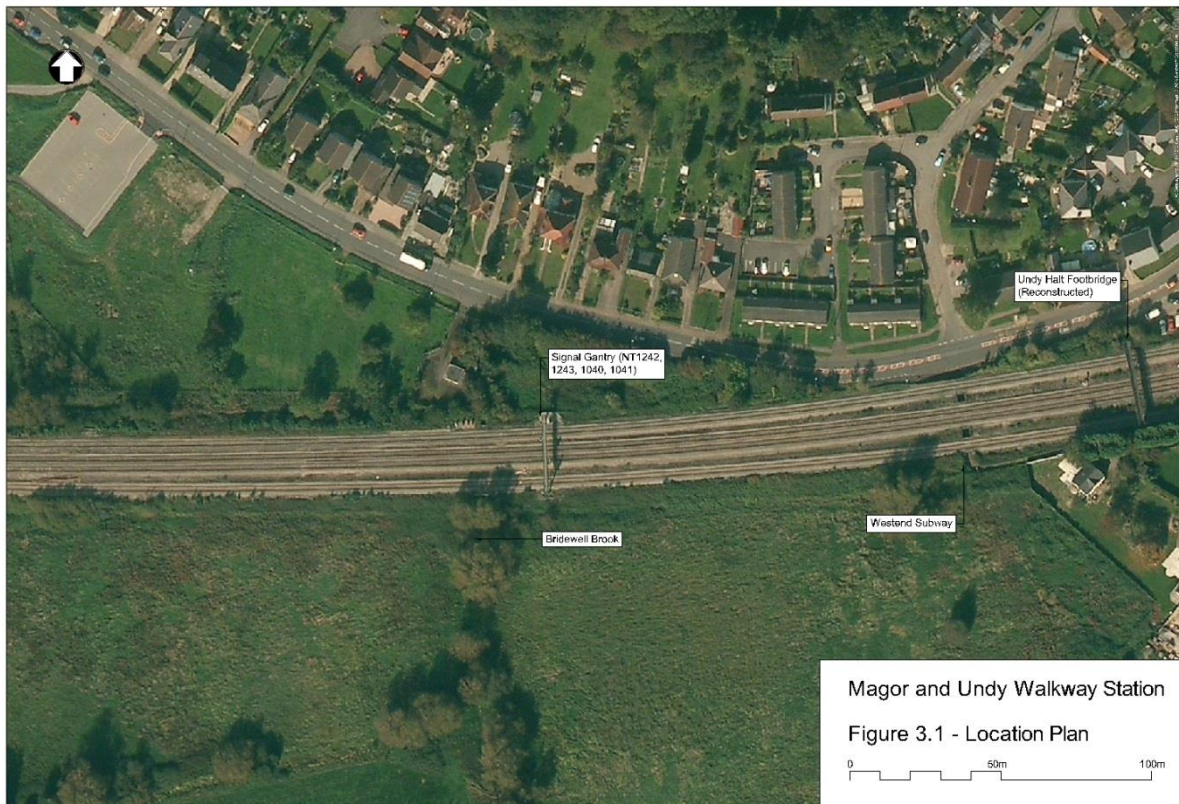 Undy Halt Footbridge
(Reconstructed)
Signal Gantry (NT1242,
1243, 1040, 1041)
Westend Subway
Bridewell Brook
Magor and Undy Walkway Station
Figure 3.1 - Location Plan
0 50m 100m